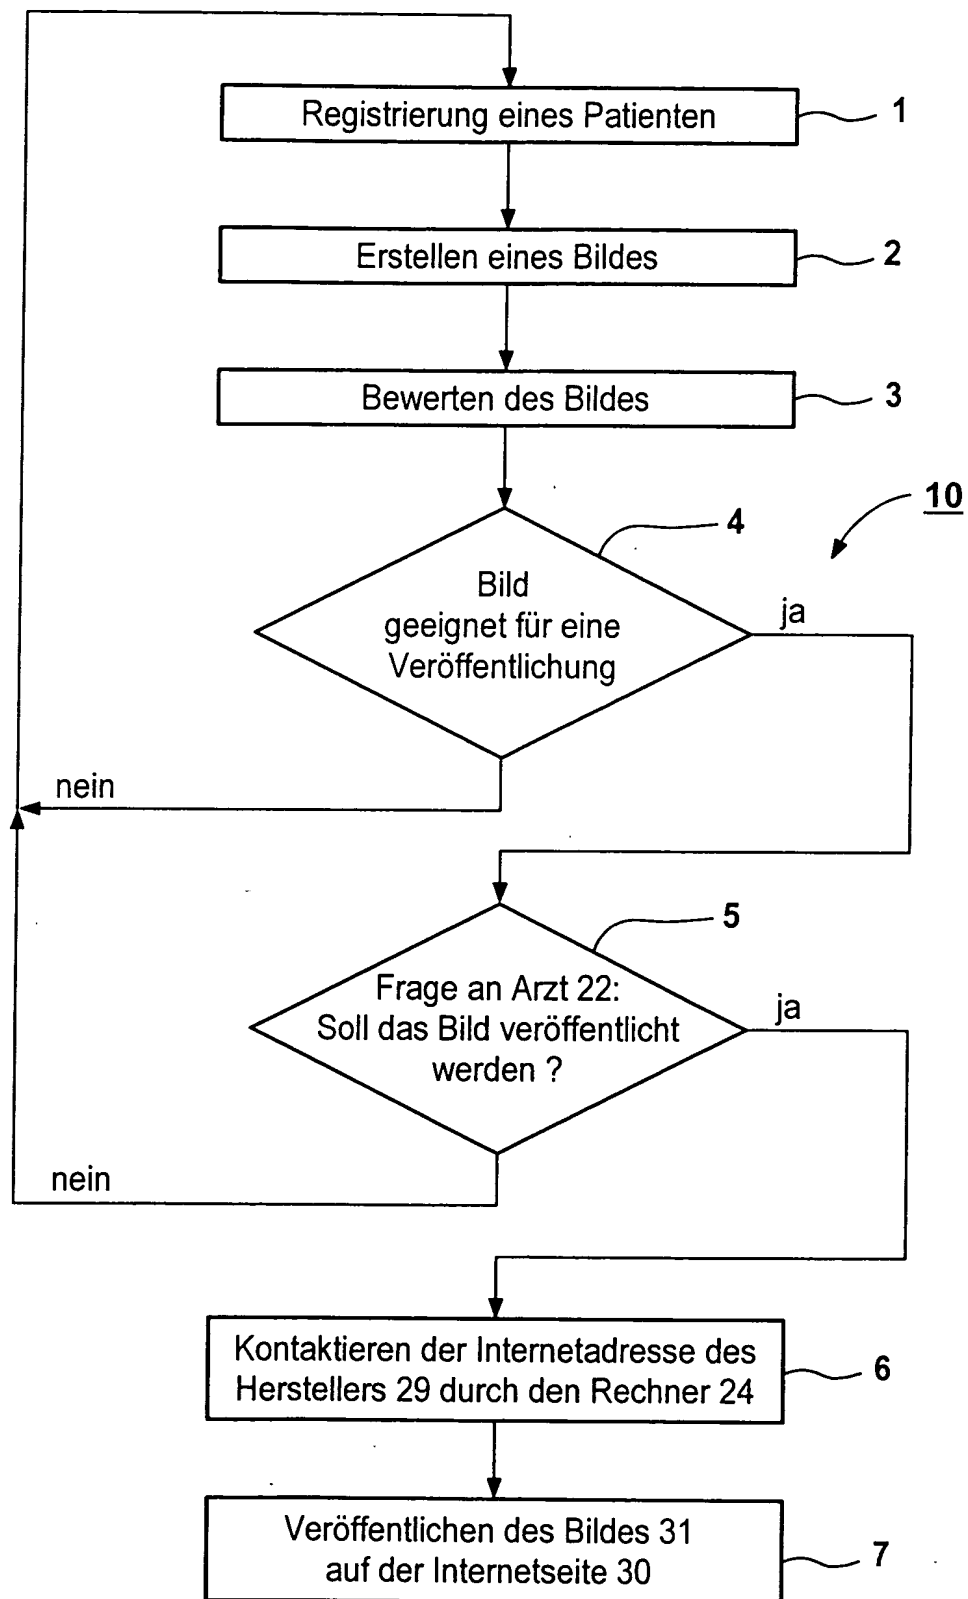 Registrierung eines Patienten
1
Erstellen eines Bildes
2
Bewerten des Bildes
3
10
4
Bild
geeignet für eine
Veröffentlichung
ja
nein
5
Frage an Arzt 22:
Soll das Bild veröffentlicht
werden ?
ja
nein
Kontaktieren der Internetadresse des
Herstellers 29 durch den Rechner 24
6
Veröffentlichen des Bildes 31
auf der Internetseite 30
7